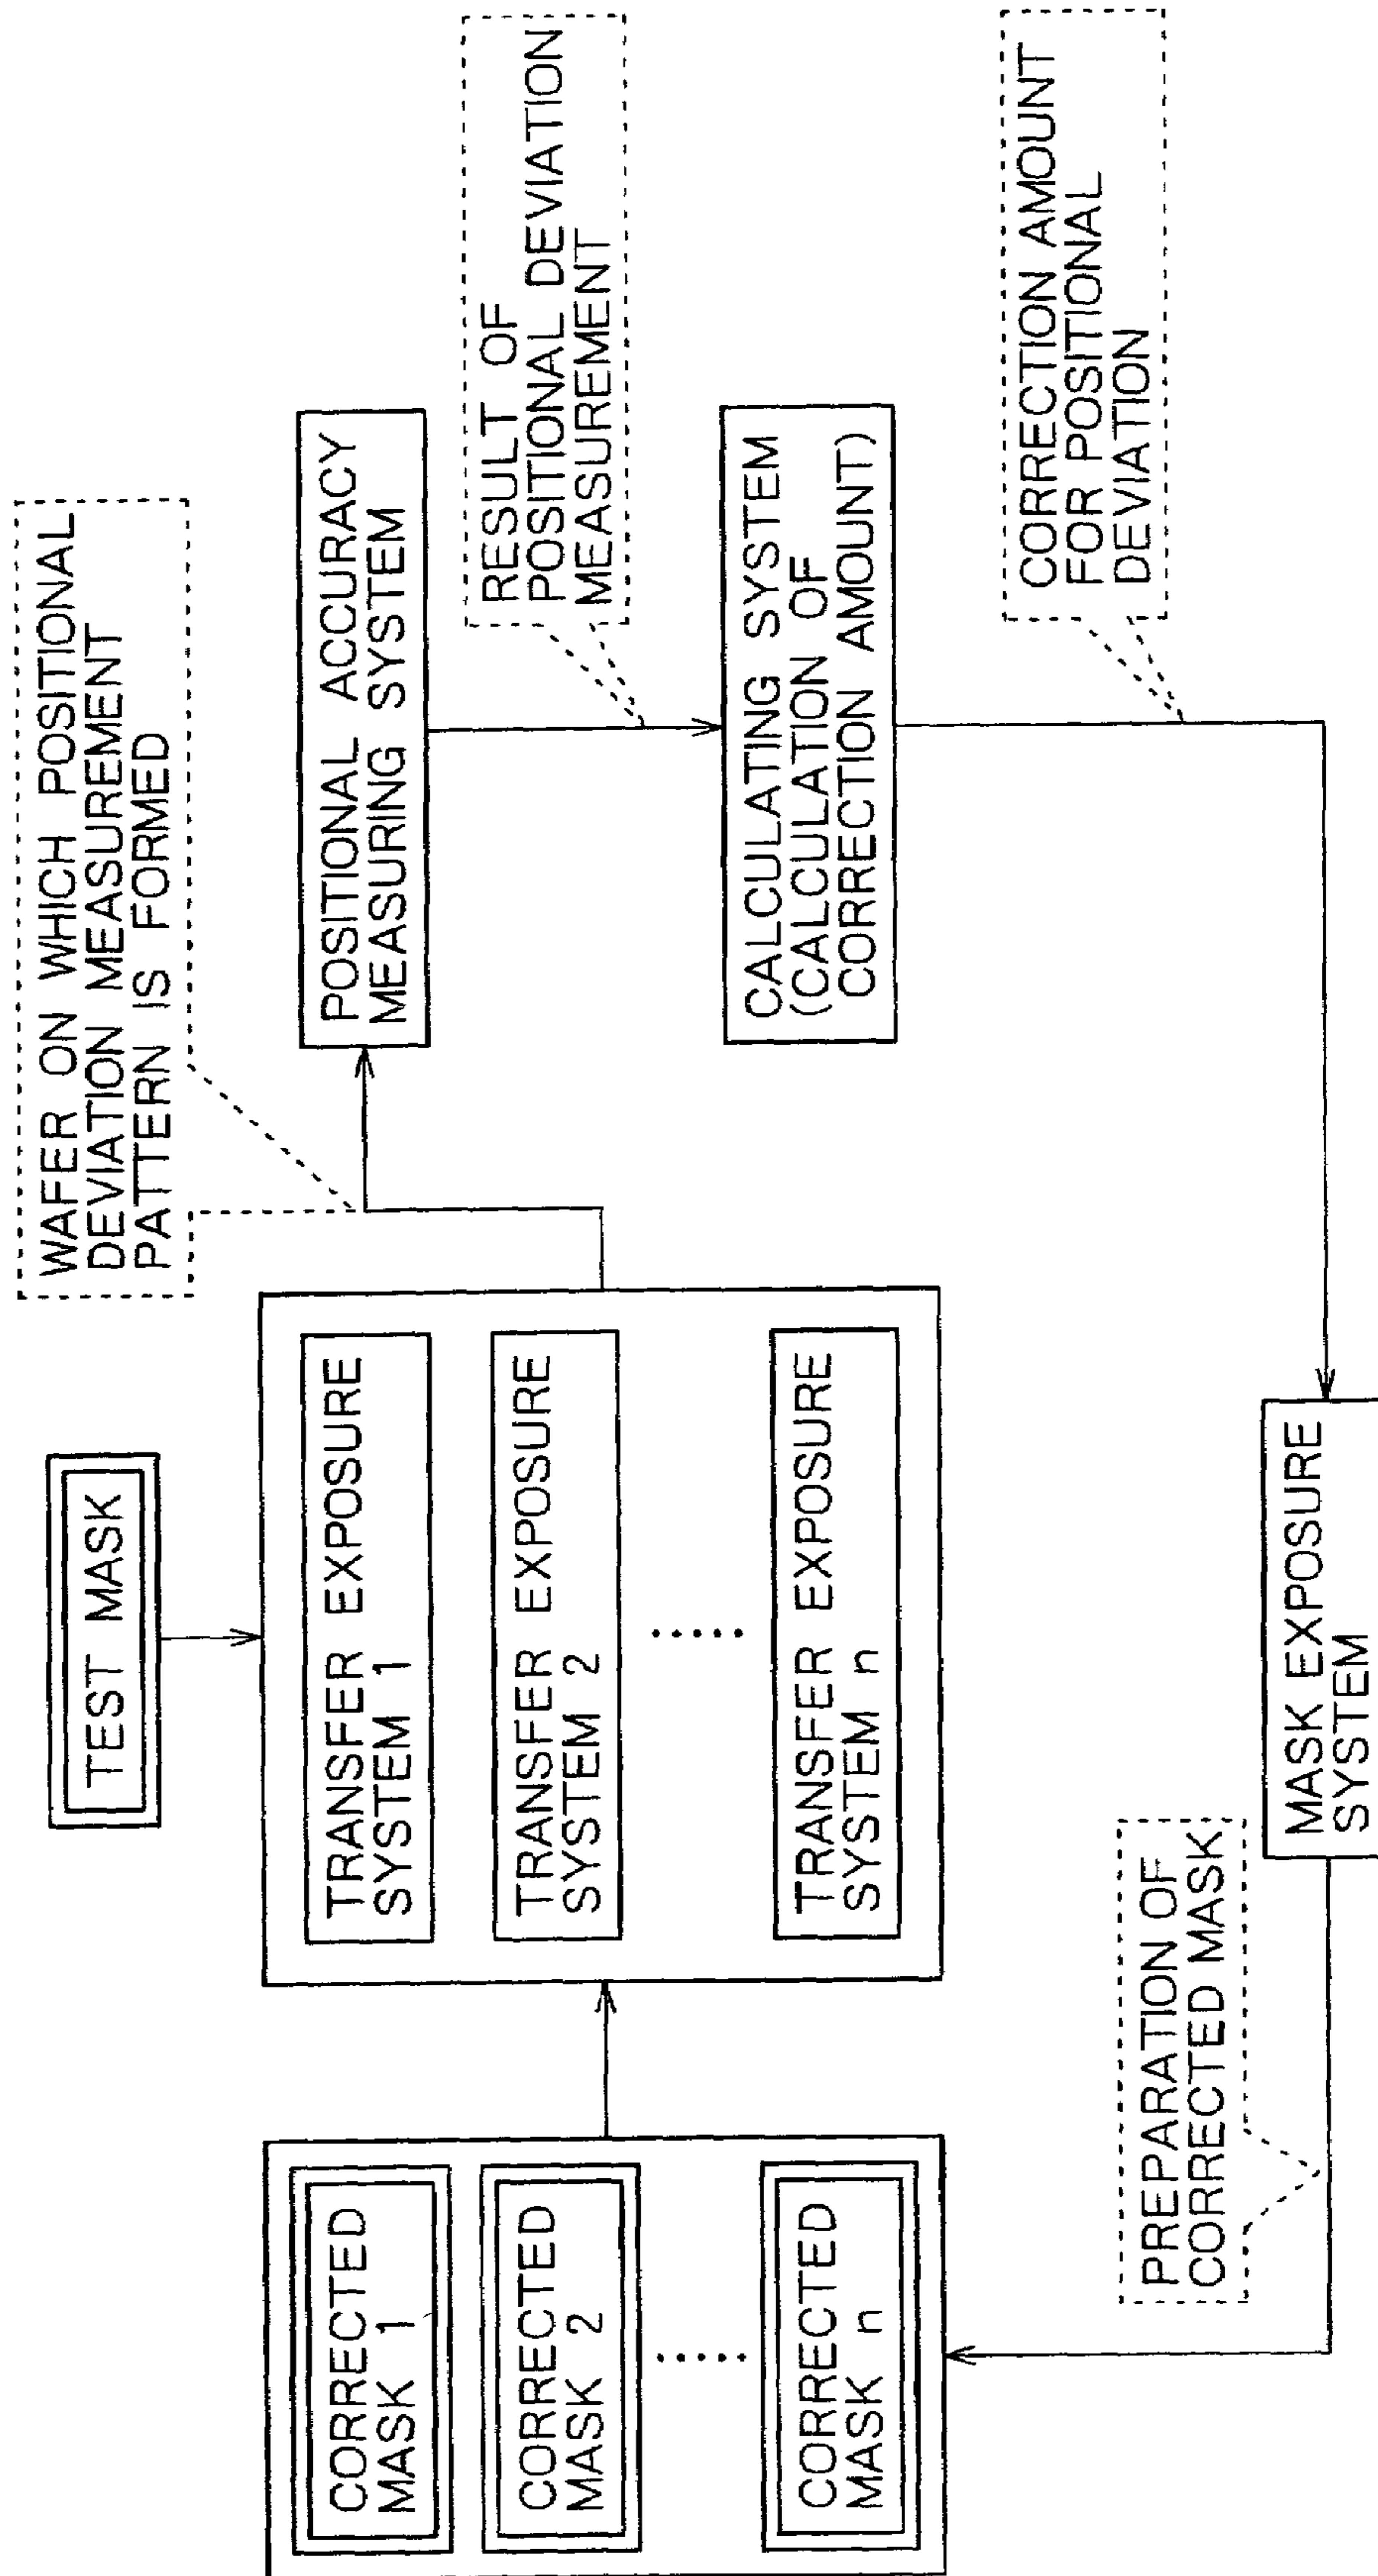 WAFER ON WHICH POSITIONAL
DEVIATION MEASUREMENT
PATTERN IS FORMED
TEST MASK
CORRECTED
MASK 1
CORRECTED
MASK 2
.....
CORRECTED
MASK n
TRANSFER EXPOSURE
SYSTEM 1
TRANSFER EXPOSURE
SYSTEM 2
.....
TRANSFER EXPOSURE
SYSTEM n
POSITIONAL ACCURACY
MEASURING SYSTEM
RESULT OF
POSITIONAL DEVIATION
MEASUREMENT
CALCULATING SYSTEM
(CALCULATION OF
CORRECTION AMOUNT)
CORRECTION AMOUNT
FOR POSITIONAL
DEVIATION
PREPARATION OF
CORRECTED MASK
MASK EXPOSURE
SYSTEM